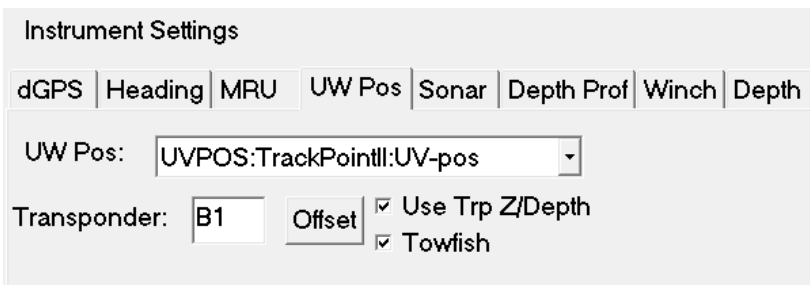 Instrument Settings
dGPS Heading MRU UW Pos Sonar Depth Prof Winch Depth
UW Pos: UVPOS:TrackPointII:UV-pos
Transponder: B1 Offset Use Trp Z/Depth
Towfish